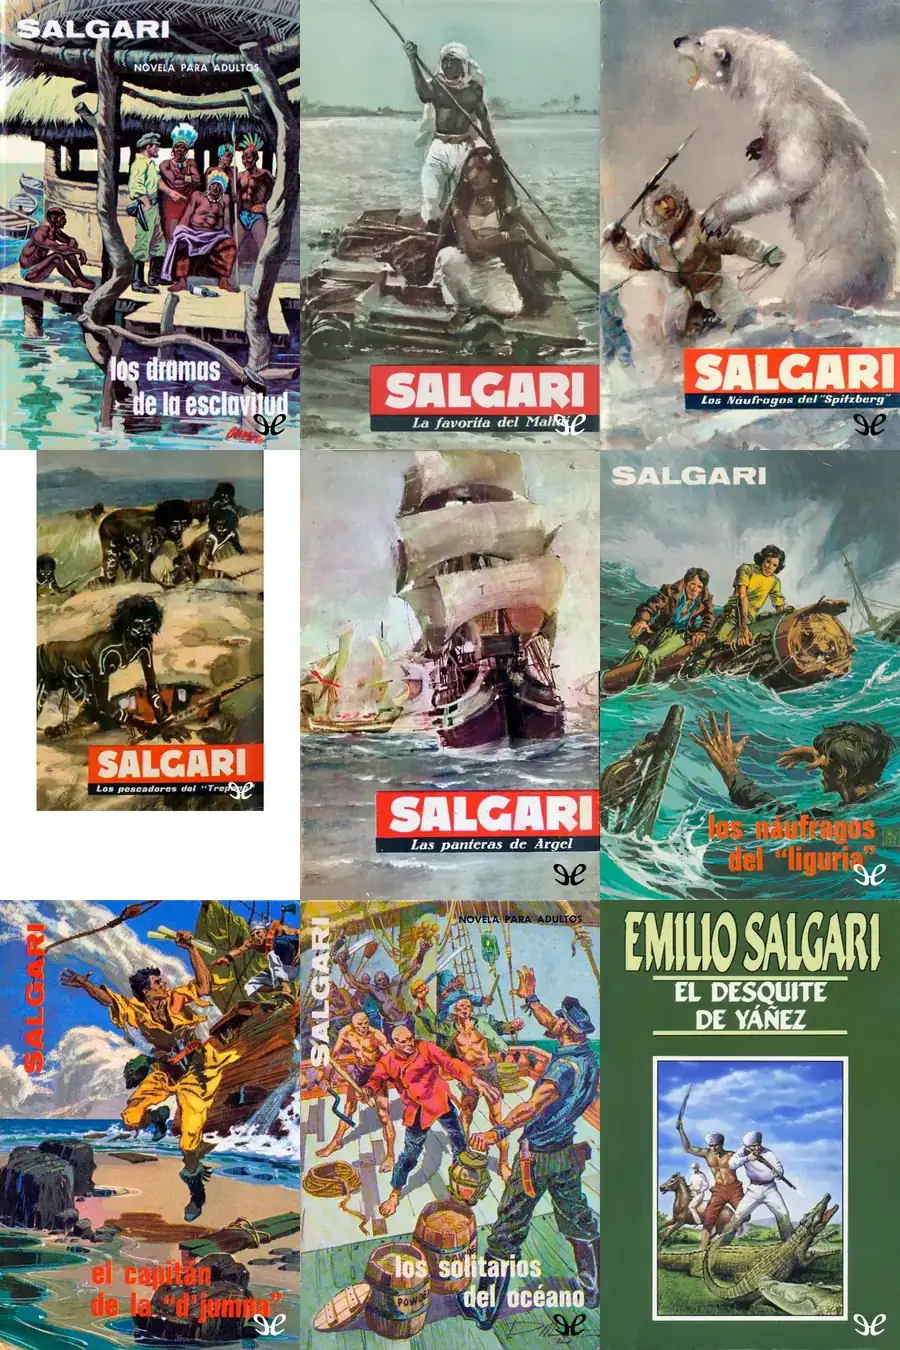 SALGARI
NOVELA PARA ADULTOS
los dramas
de la esclavitud
SALGARI
La favorita del
SALGARI
Los Náufragos del "Spitzberg"
SALGARI
Los pescadores del
SALGARI
Las panteras de Argel
SALGARI
los náufragos
del "liguria"
SALGARI
el capitán
de la "d'jumna"
SALGARI
NOVELA PARA ADULTOS
POWDER
los solitarios
del océano
EMILIO SALGARI
EL DESQUITE
DE YÁÑEZ